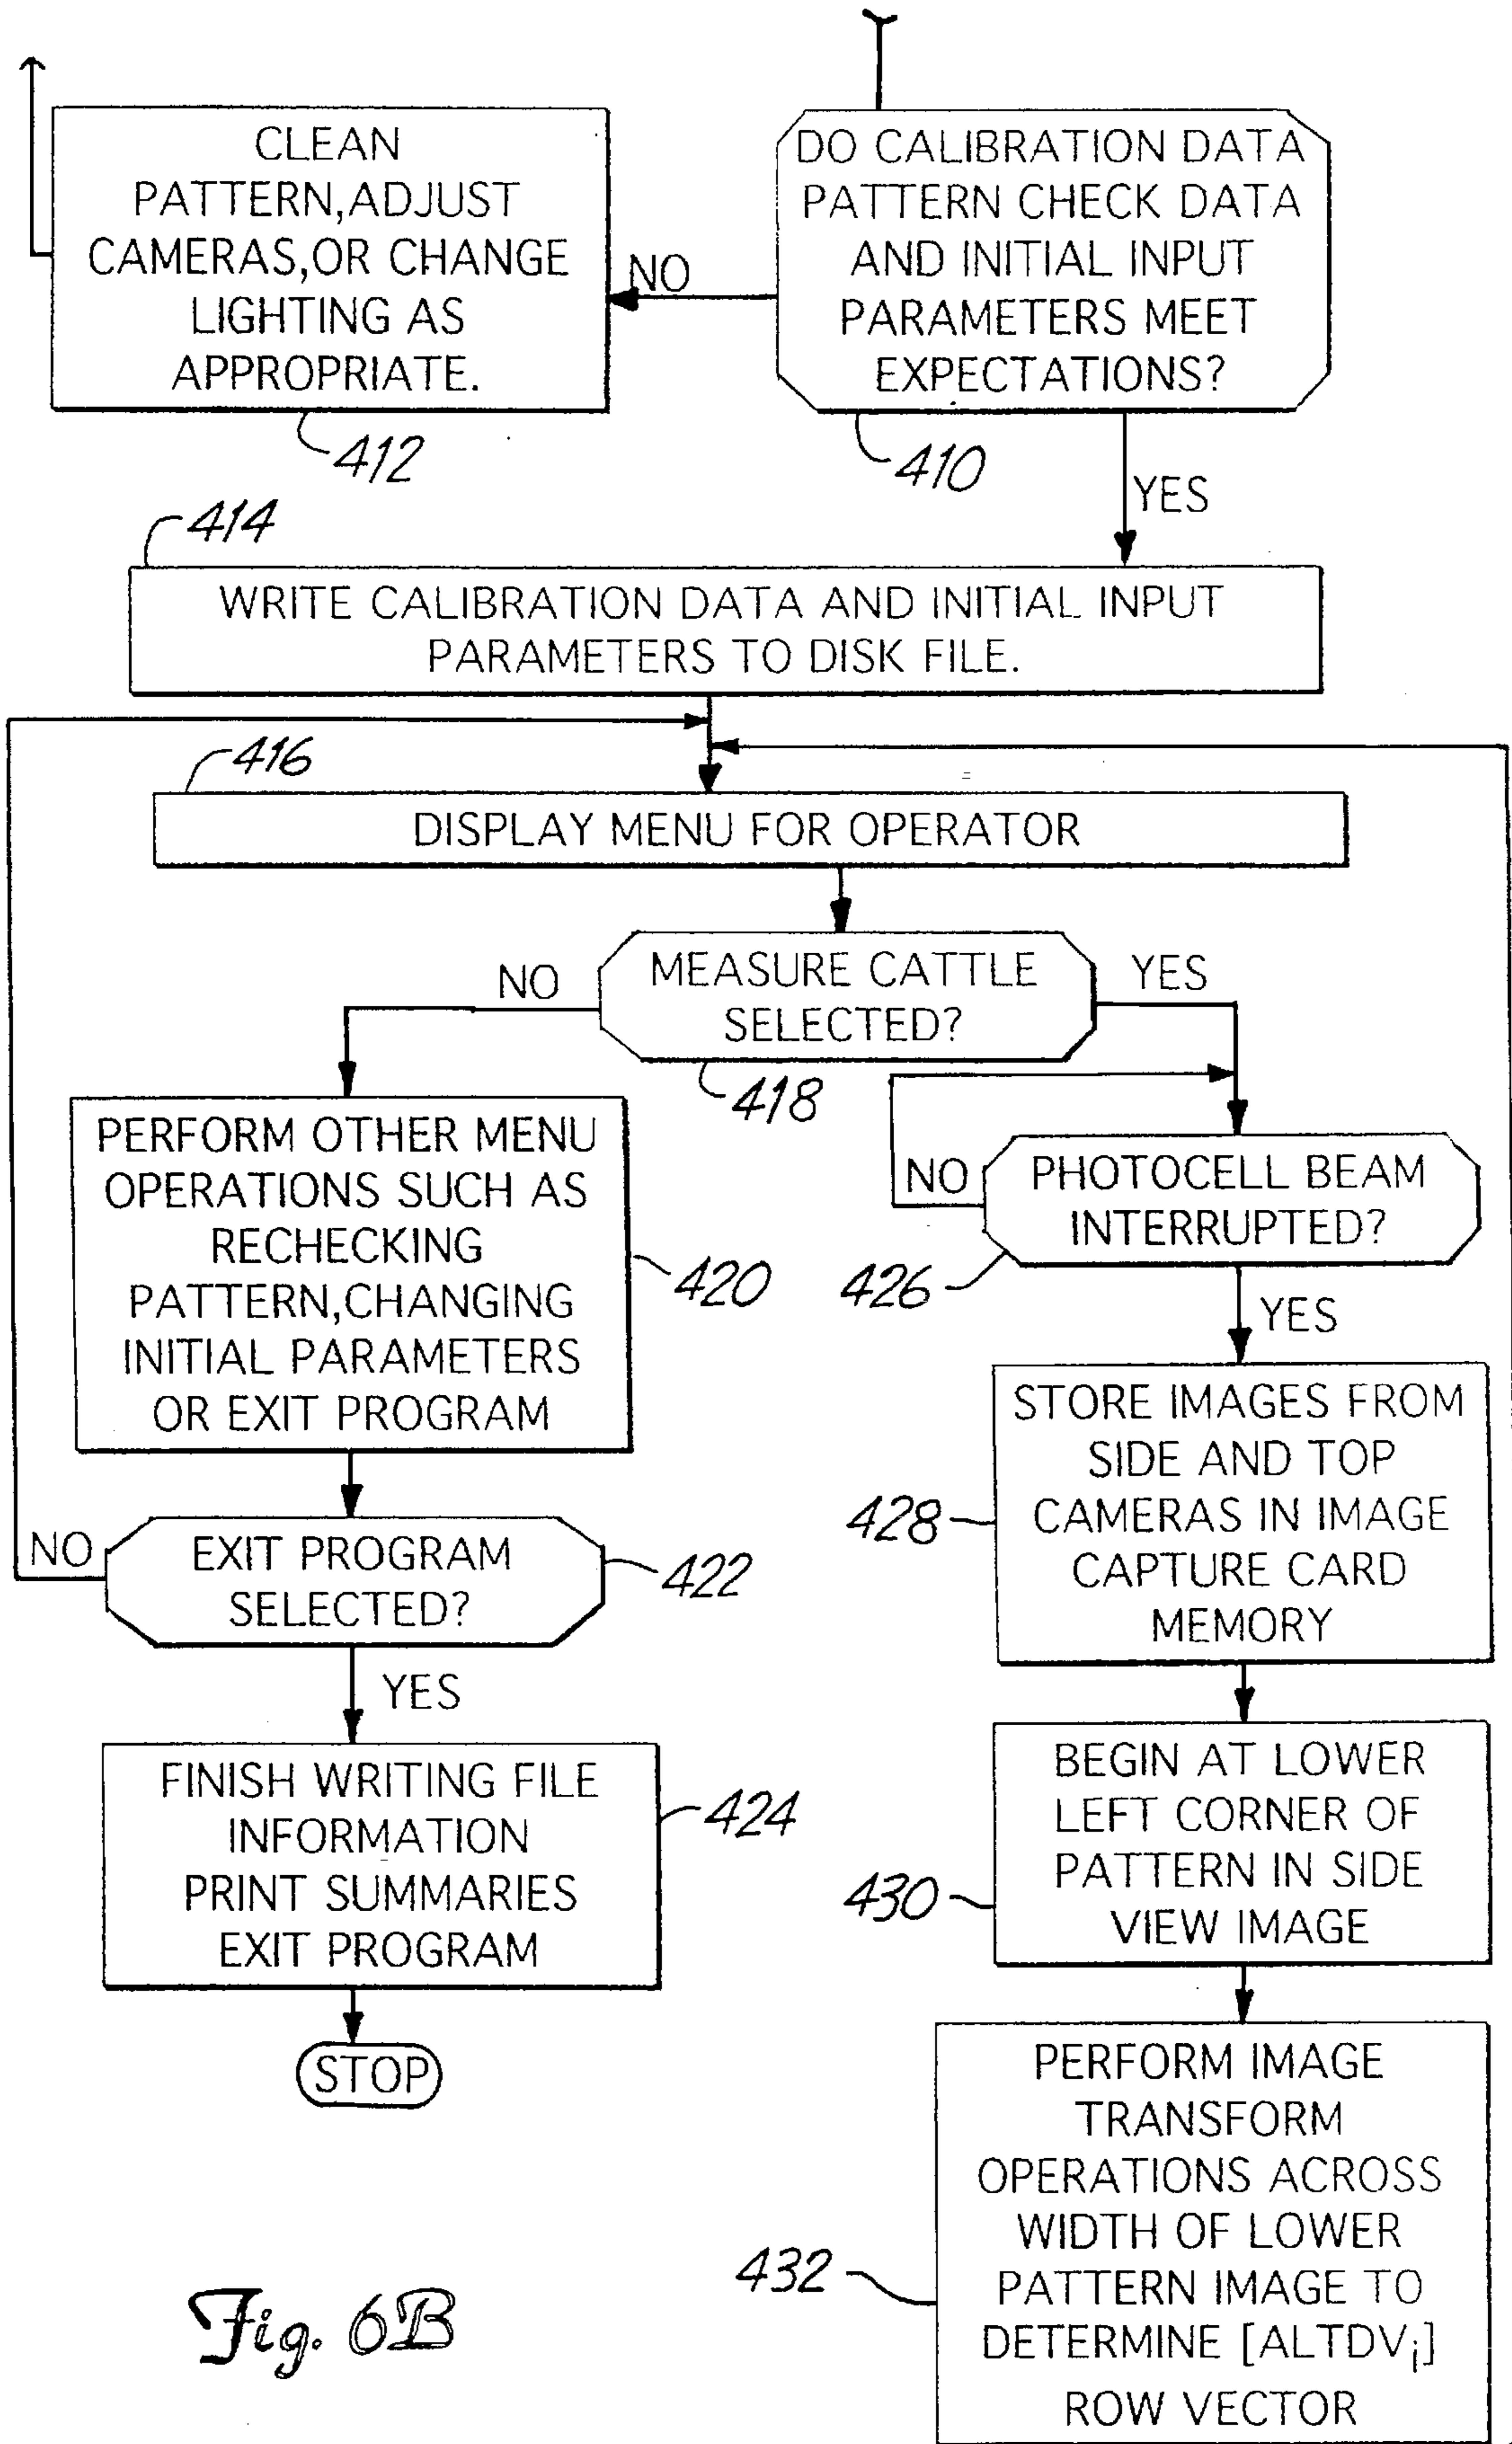 CLEAN
PATTERN,ADJUST
CAMERAS,OR CHANGE
LIGHTING AS
APPROPRIATE.
412
NO
DO CALIBRATION DATA
PATTERN CHECK DATA
AND INITIAL INPUT
PARAMETERS MEET
EXPECTATIONS?
410
YES
414
WRITE CALIBRATION DATA AND INITIAL INPUT
PARAMETERS TO DISK FILE.
416
DISPLAY MENU FOR OPERATOR
NO
MEASURE CATTLE
SELECTED?
YES
418
PERFORM OTHER MENU
OPERATIONS SUCH AS
RECHECKING
PATTERN,CHANGING
INITIAL PARAMETERS
OR EXIT PROGRAM
420
NO
PHOTOCELL BEAM
INTERRUPTED?
426
YES
NO
EXIT PROGRAM
SELECTED?
422
YES
STORE IMAGES FROM
SIDE AND TOP
CAMERAS IN IMAGE
CAPTURE CARD
MEMORY
428
FINISH WRITING FILE
INFORMATION
PRINT SUMMARIES
EXIT PROGRAM
424
STOP
BEGIN AT LOWER
LEFT CORNER OF
PATTERN IN SIDE
VIEW IMAGE
430
PERFORM IMAGE
TRANSFORM
OPERATIONS ACROSS
WIDTH OF LOWER
PATTERN IMAGE TO
DETERMINE [ALTDVi]
ROW VECTOR
432
Fig. 6B